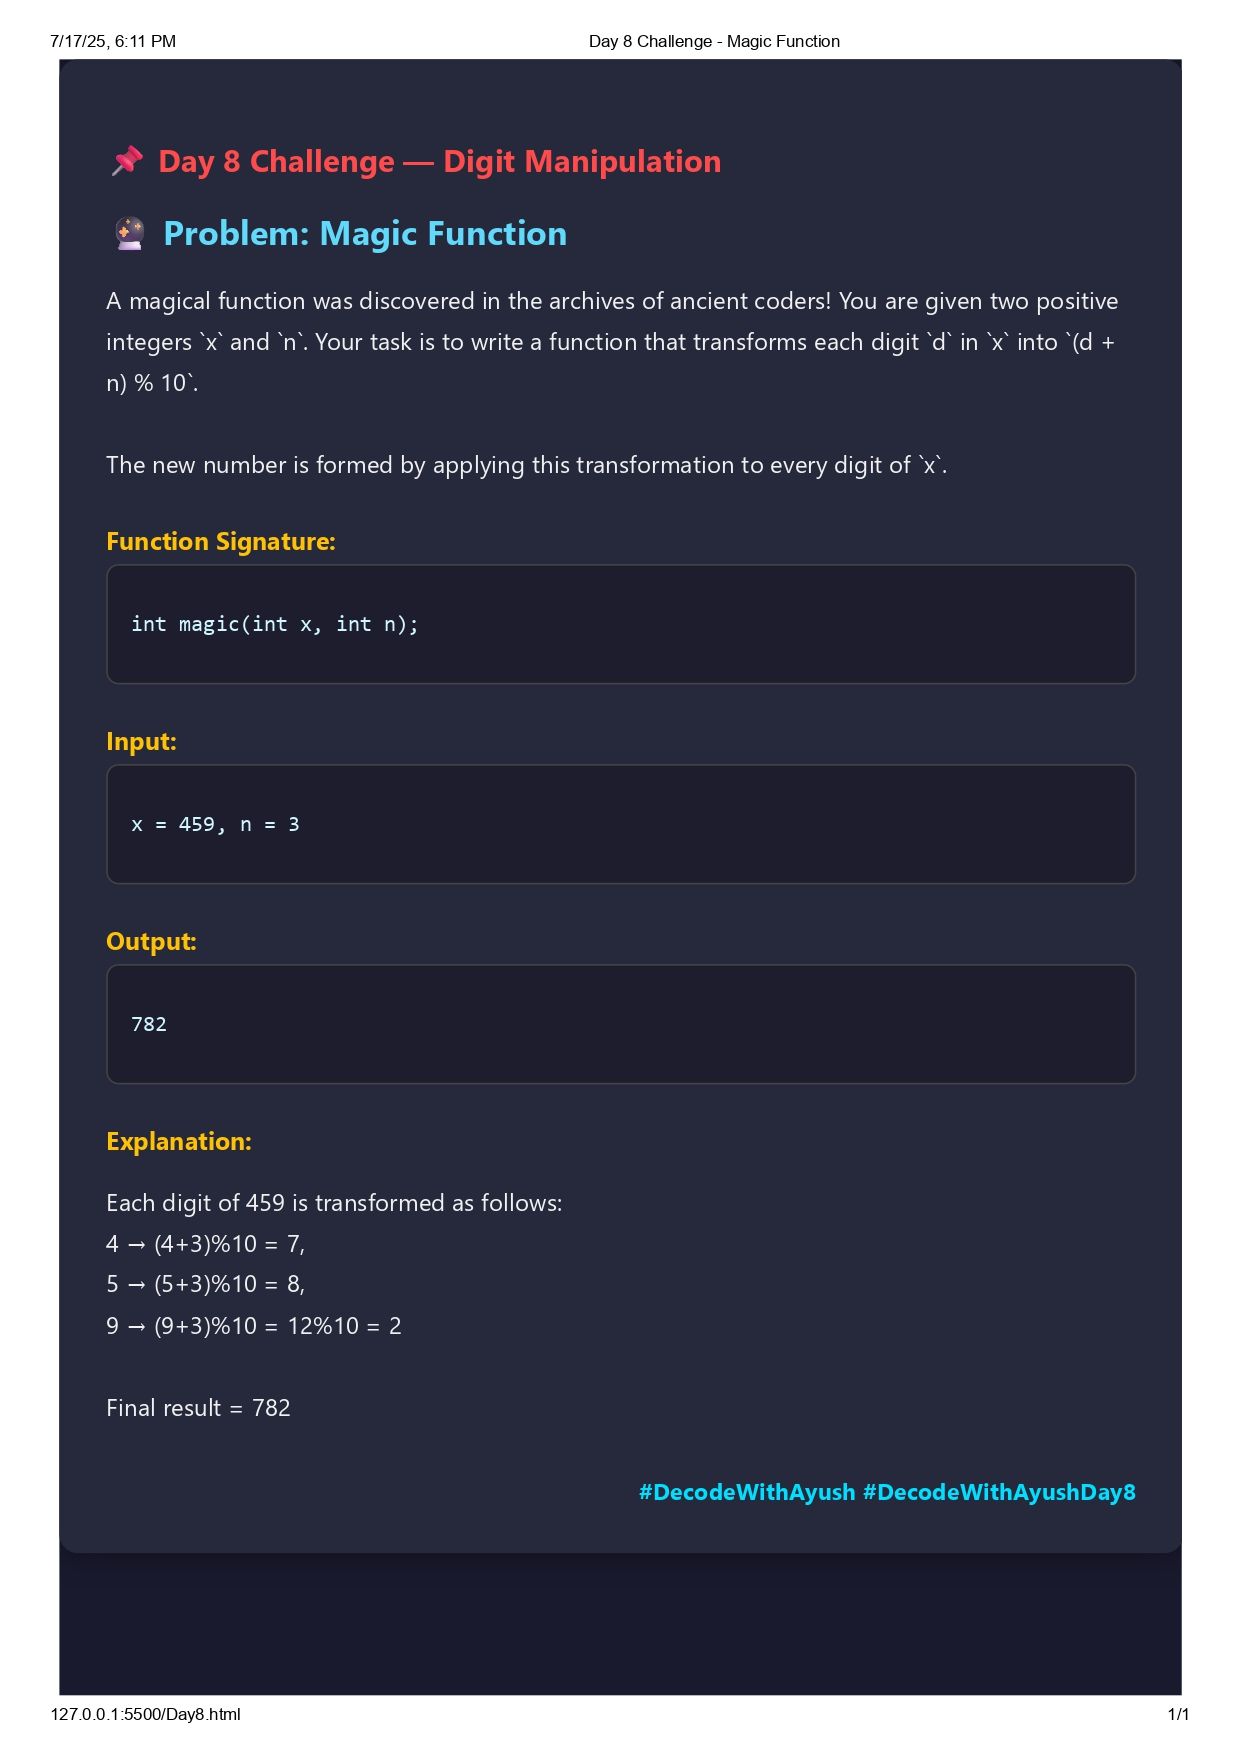 7/17/25, 6:11 PM Day 8 Challenge - Magic Function
📌 Day 8 Challenge — Digit Manipulation
🔮 Problem: Magic Function
A magical function was discovered in the archives of ancient coders! You are given two positive
integers `x` and `n`. Your task is to write a function that transforms each digit `d` in `x` into `(d +
n) % 10`.
The new number is formed by applying this transformation to every digit of `x`.
Function Signature:
int magic(int x, int n);
Input:
x = 459, n = 3
Output:
782
Explanation:
Each digit of 459 is transformed as follows:
4 → (4+3)%10 = 7,
5 → (5+3)%10 = 8,
9 → (9+3)%10 = 12%10 = 2
Final result = 782
#DecodeWithAyush #DecodeWithAyushDay8
127.0.0.1:5500/Day8.html 1/1